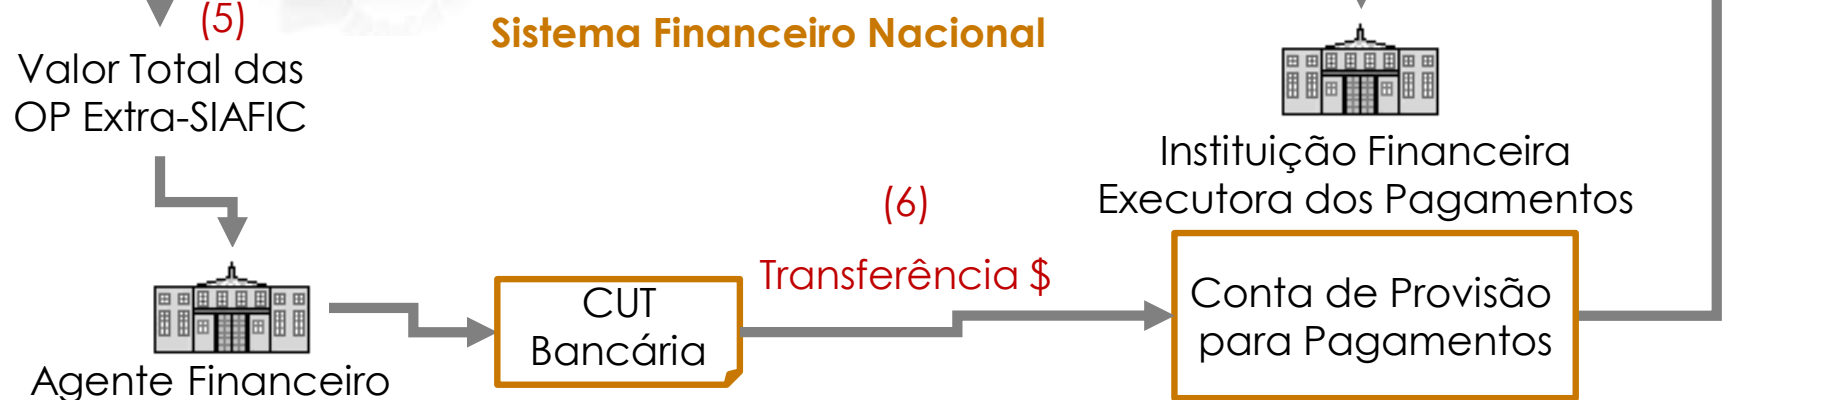 (5)
Sistema Financeiro Nacional
Valor Total das
OP Extra-SIAFIC
Instituição Financeira
Executora dos Pagamentos
(6)
Transferência $
CUT
Bancária
Conta de Provisão
para Pagamentos
Agente Financeiro